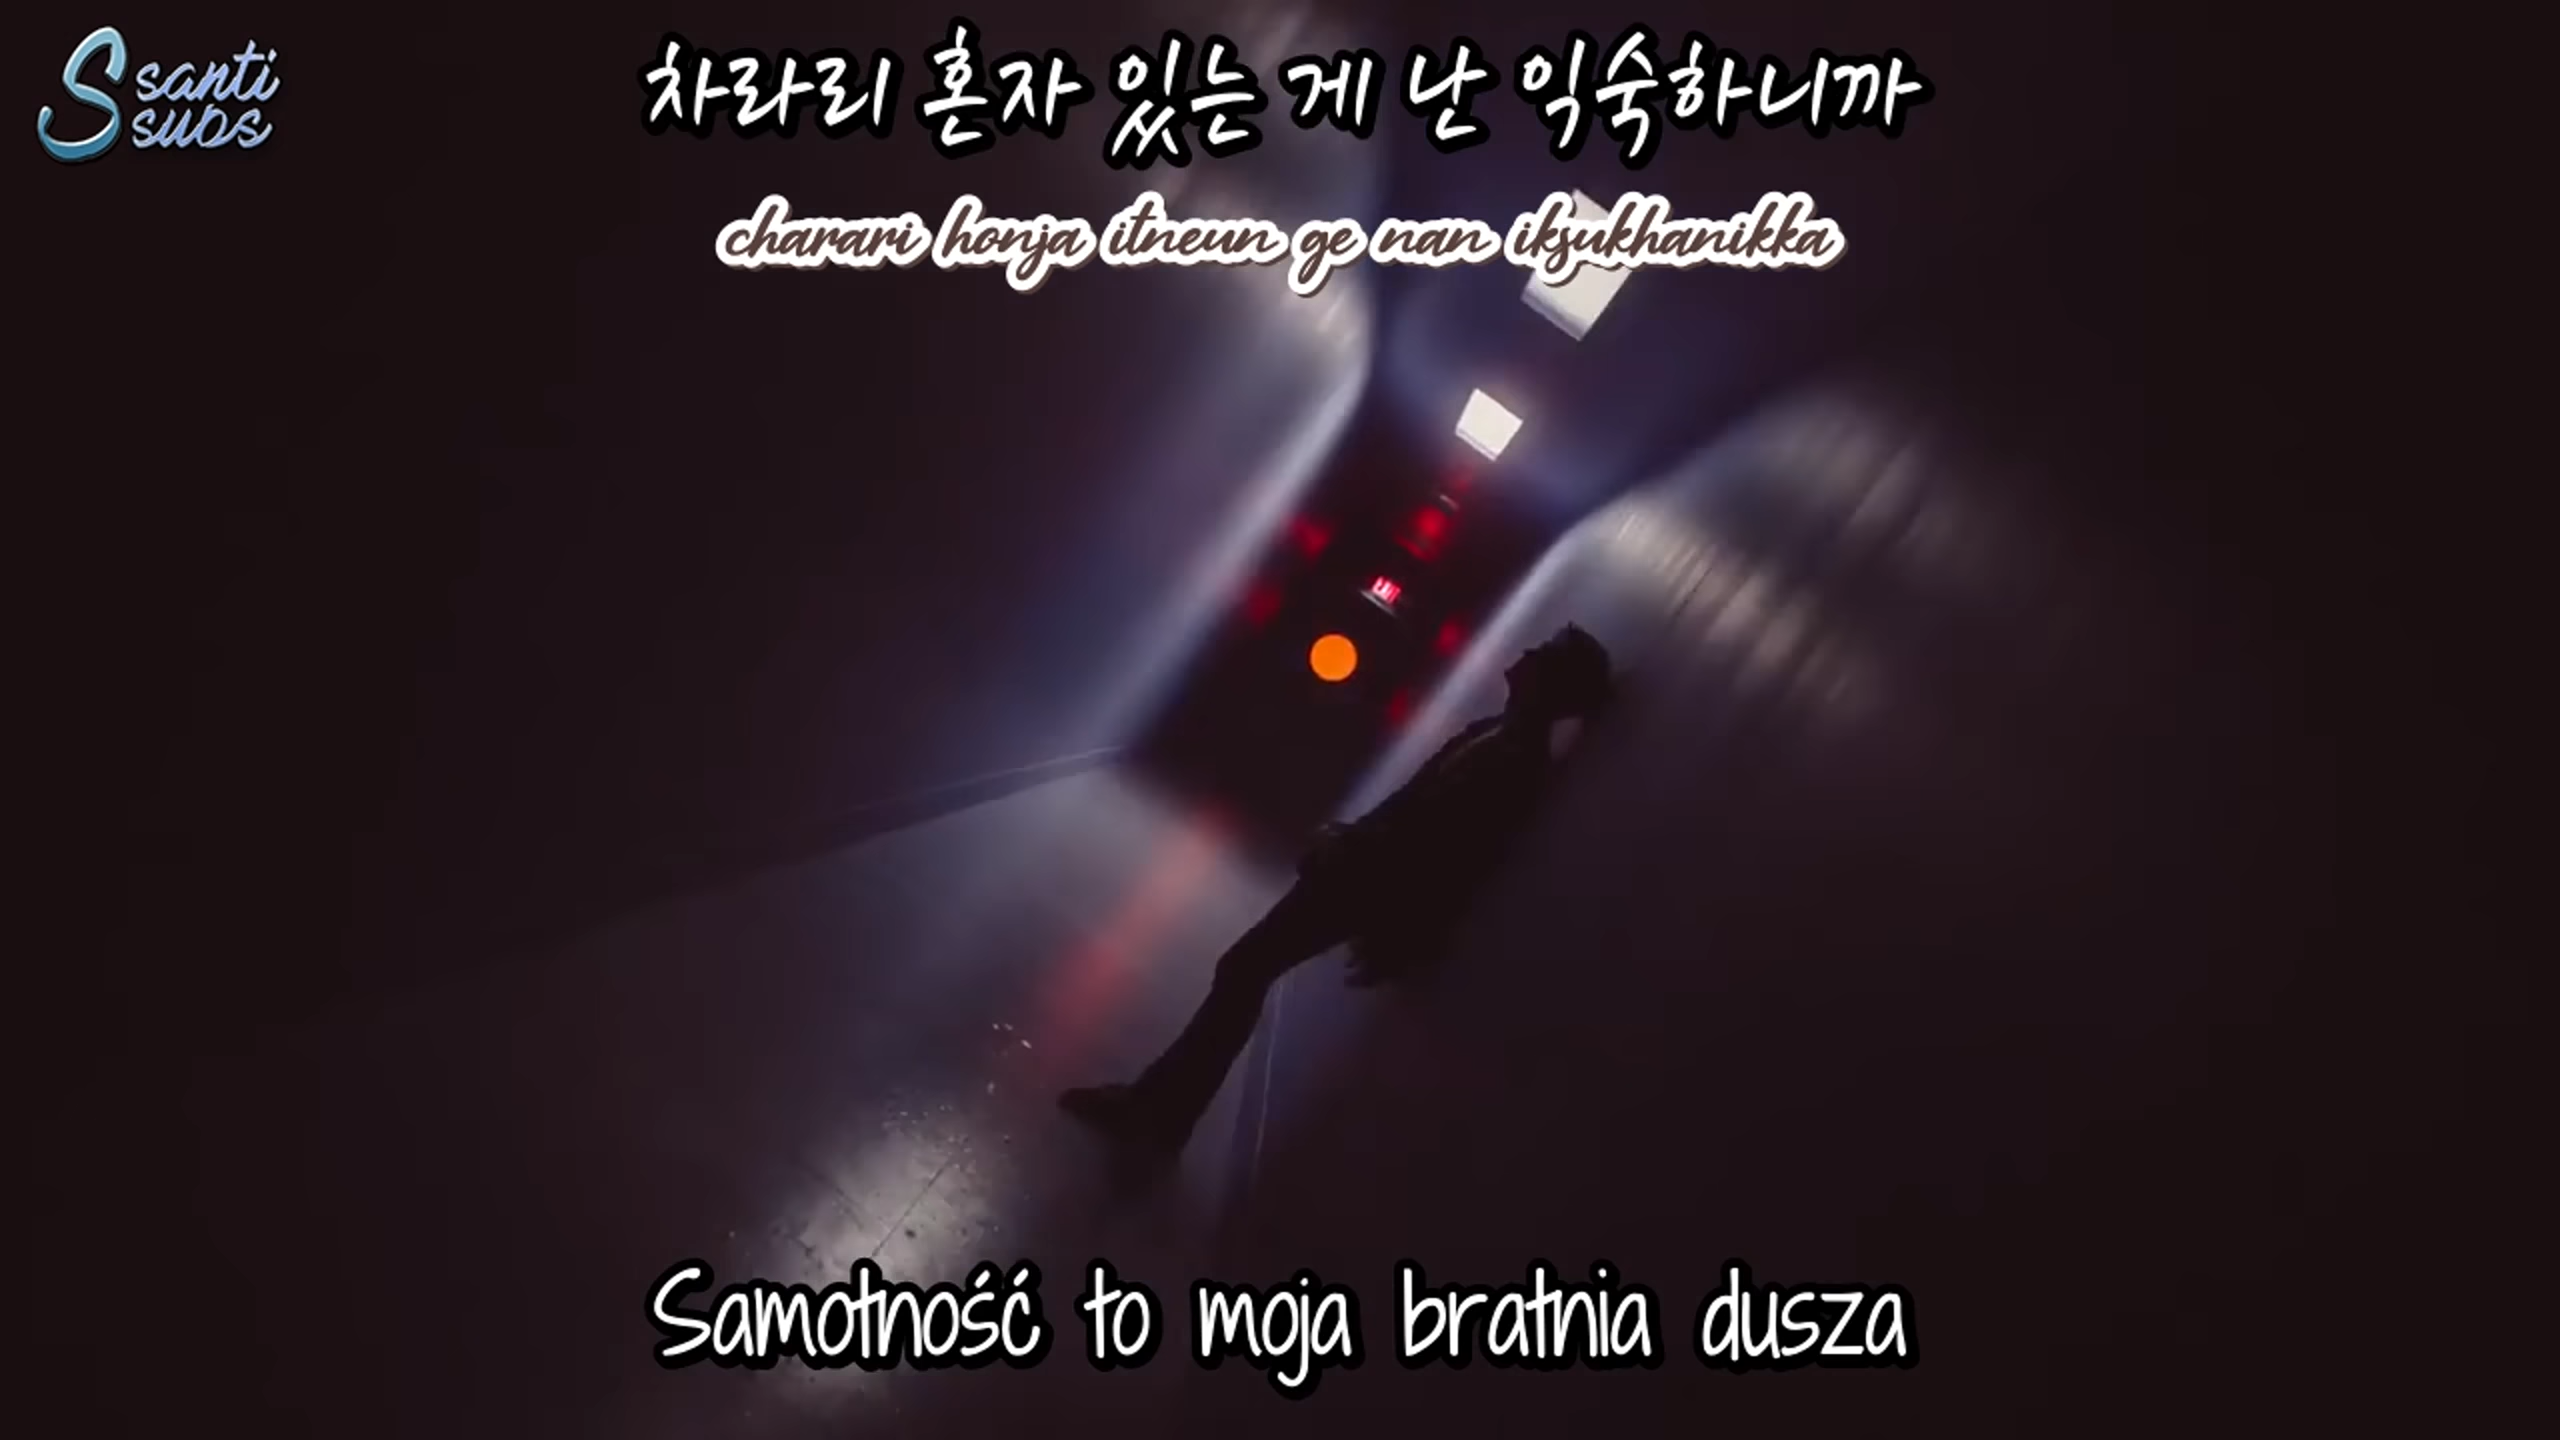 Ssanti
subs
차라리 혼자 있는 게 난 익숙하니까
charari honja itneun ge nan iksukhanikka
Samotność to moja bratnia dusza